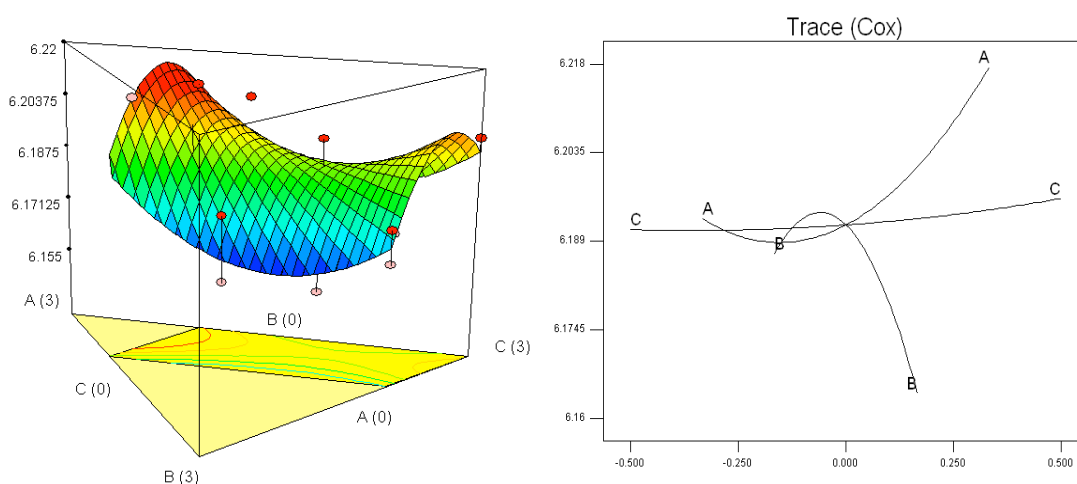 6.22
6.20375
6.1875
6.17125
6.155
A (3)
B (0)
C (3)
C (0)
A (0)
B (3)
Trace (Cox)
6.218
6.2035
6.189
6.1745
6.16
A
C
A
C
B
B
-0.500
-0.250
0.000
0.250
0.500